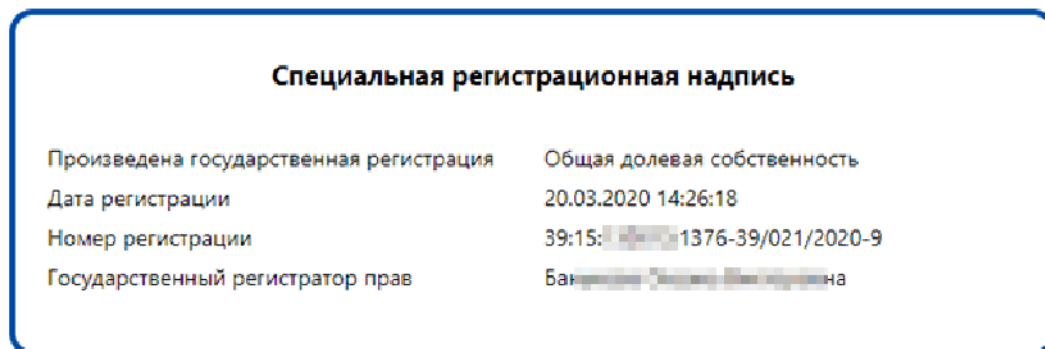 Специальная регистрационная надпись
Произведена государственная регистрация Общая долевая собственность
Дата регистрации 20.03.2020 14:26:18
Номер регистрации 39:15: 1376-39/021/2020-9
Государственный регистратор прав